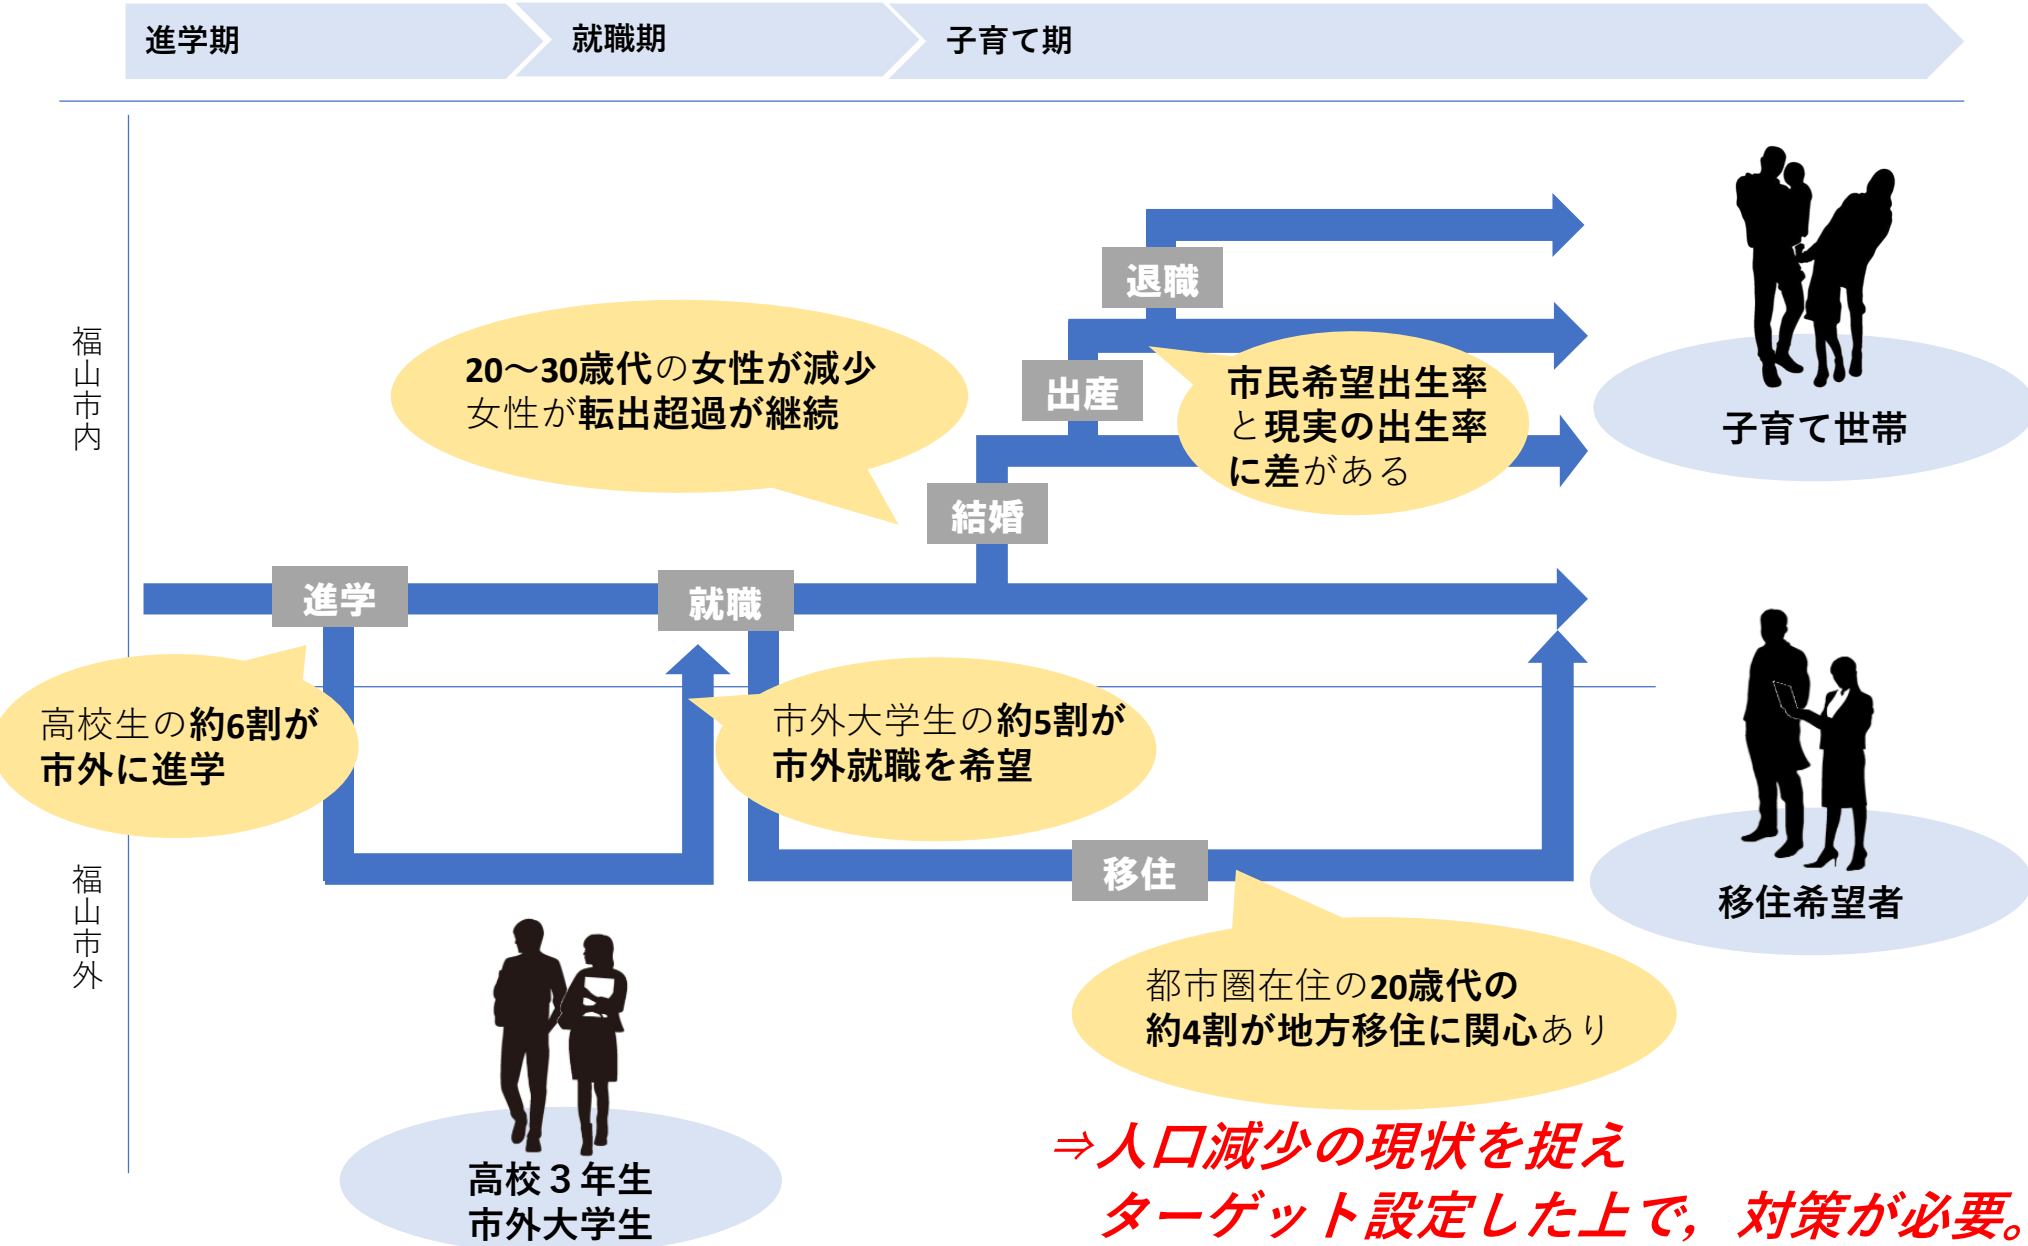 進学期
就職期
子育て期
福山市内
退職
20～30歳代の女性が減少
女性が転出超過が継続
出産
市民希望出生率
と現実の出生率
に差がある
子育て世帯
結婚
進学
就職
高校生の約6割が
市外に進学
市外大学生の約5割が
市外就職を希望
福山市外
移住
移住希望者
都市圏在住の20歳代の
約4割が地方移住に関心あり
高校３年生
市外大学生
⇒人口減少の現状を捉え
ターゲット設定した上で，対策が必要。